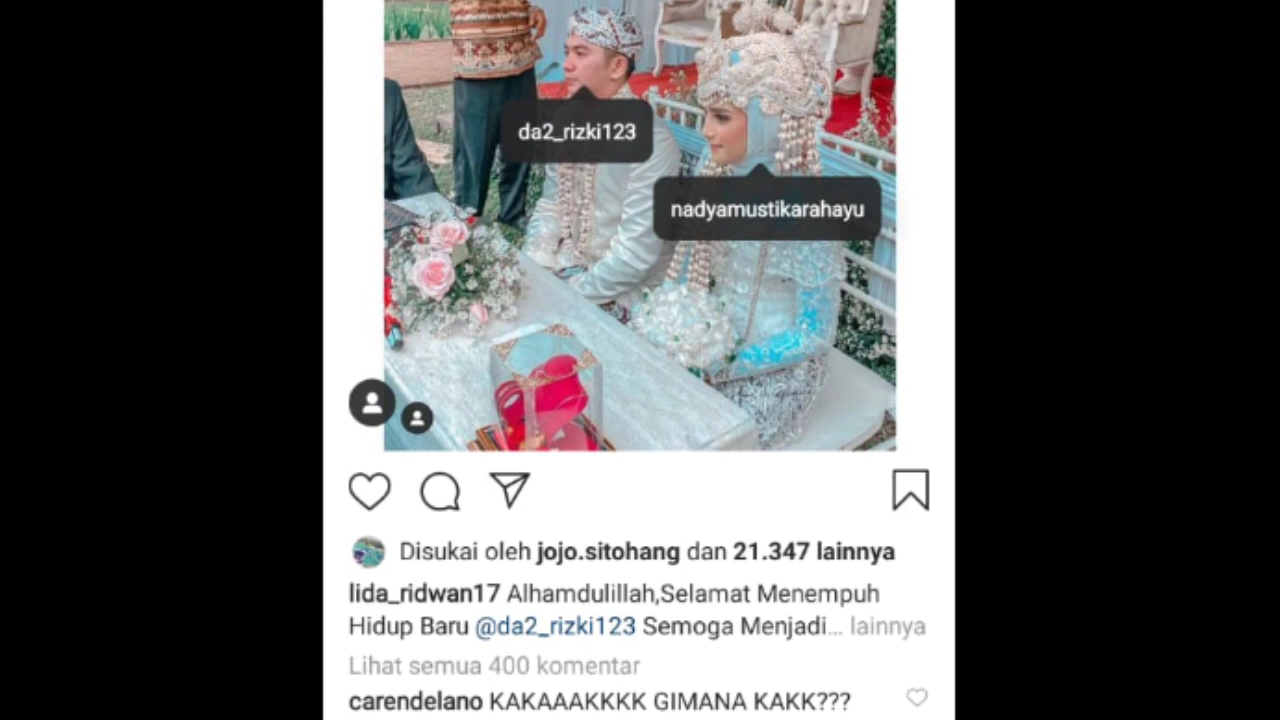 da2_rizki123
nadyamustikarahayu
Disukai oleh jojo.sitohang dan 21.347 lainnya
lida_ridwan17 Alhamdulillah,Selamat Menempuh
Hidup Baru @da2_rizki123 Semoga Menjadi... lainnya
Lihat semua 400 komentar
carendelano KAKAAAKKKK GIMANA KAKK???